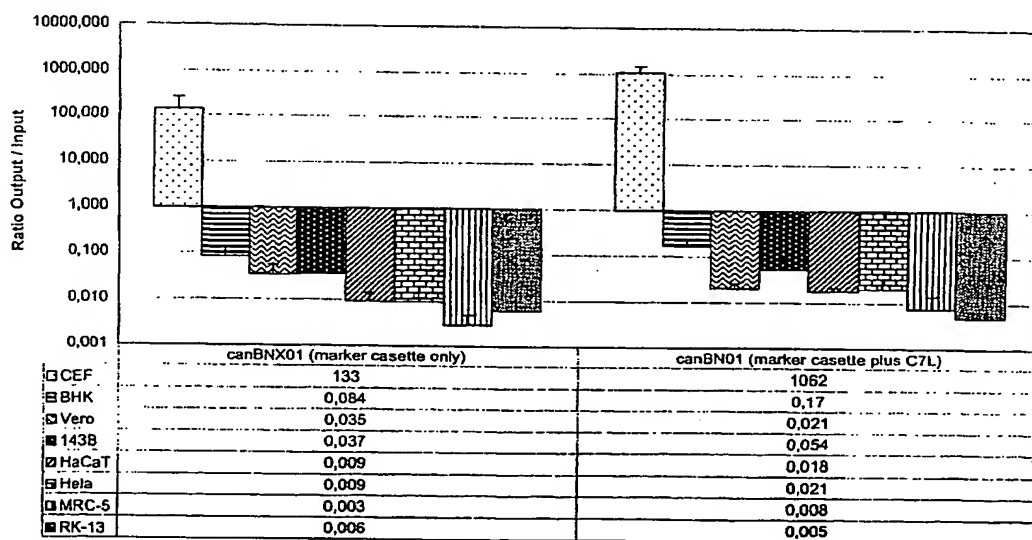 Ratio Output / Input
10000,000
1000,000
100,000
10,000
1,000
0,100
0,010
0,001
canBNX01 (marker casette only) canBN01 (marker casette plus C7L)
CEF 133 1062
BHK 0,084 0,17
Vero 0,035 0,021
143B 0,037 0,054
HaCaT 0,009 0,018
Hela 0,009 0,021
MRC-5 0,003 0,008
RK-13 0,006 0,005